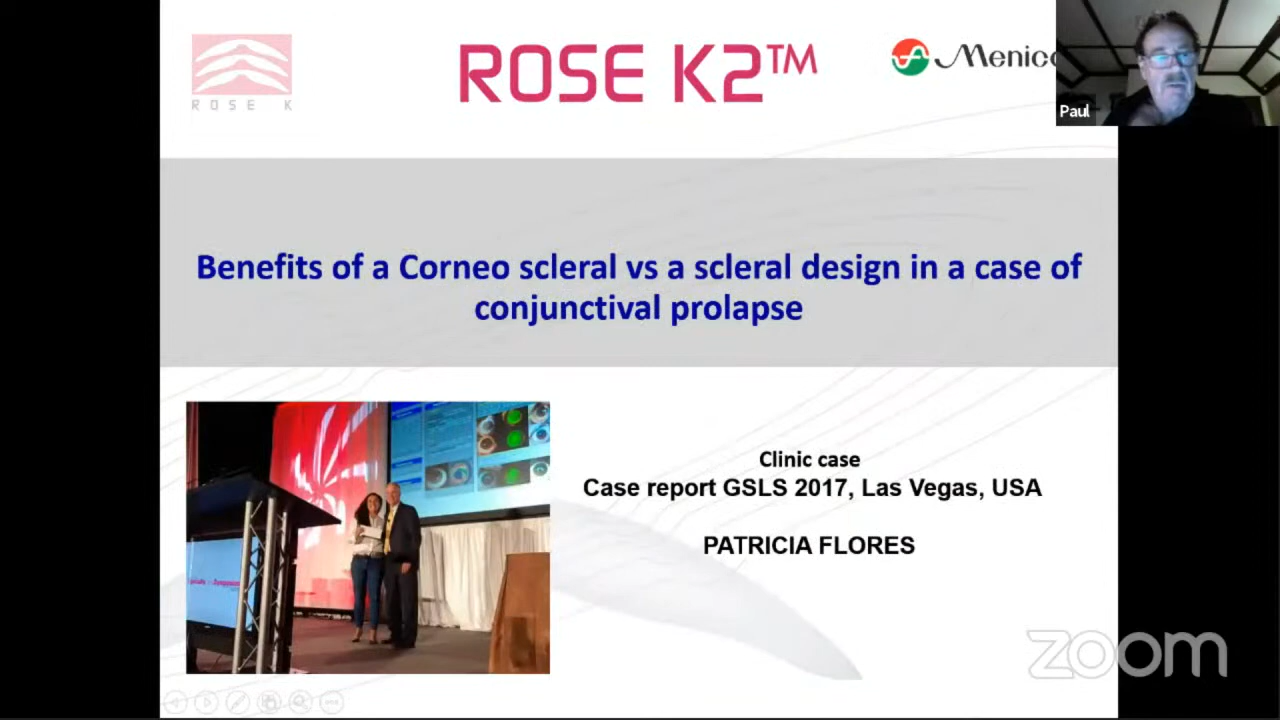 ROSE K
ROSE K2™
Menico
Paul
Benefits of a Corneo scleral vs a scleral design in a case of
conjunctival prolapse
Clinic case
Case report GSLS 2017, Las Vegas, USA
PATRICIA FLORES
zoom